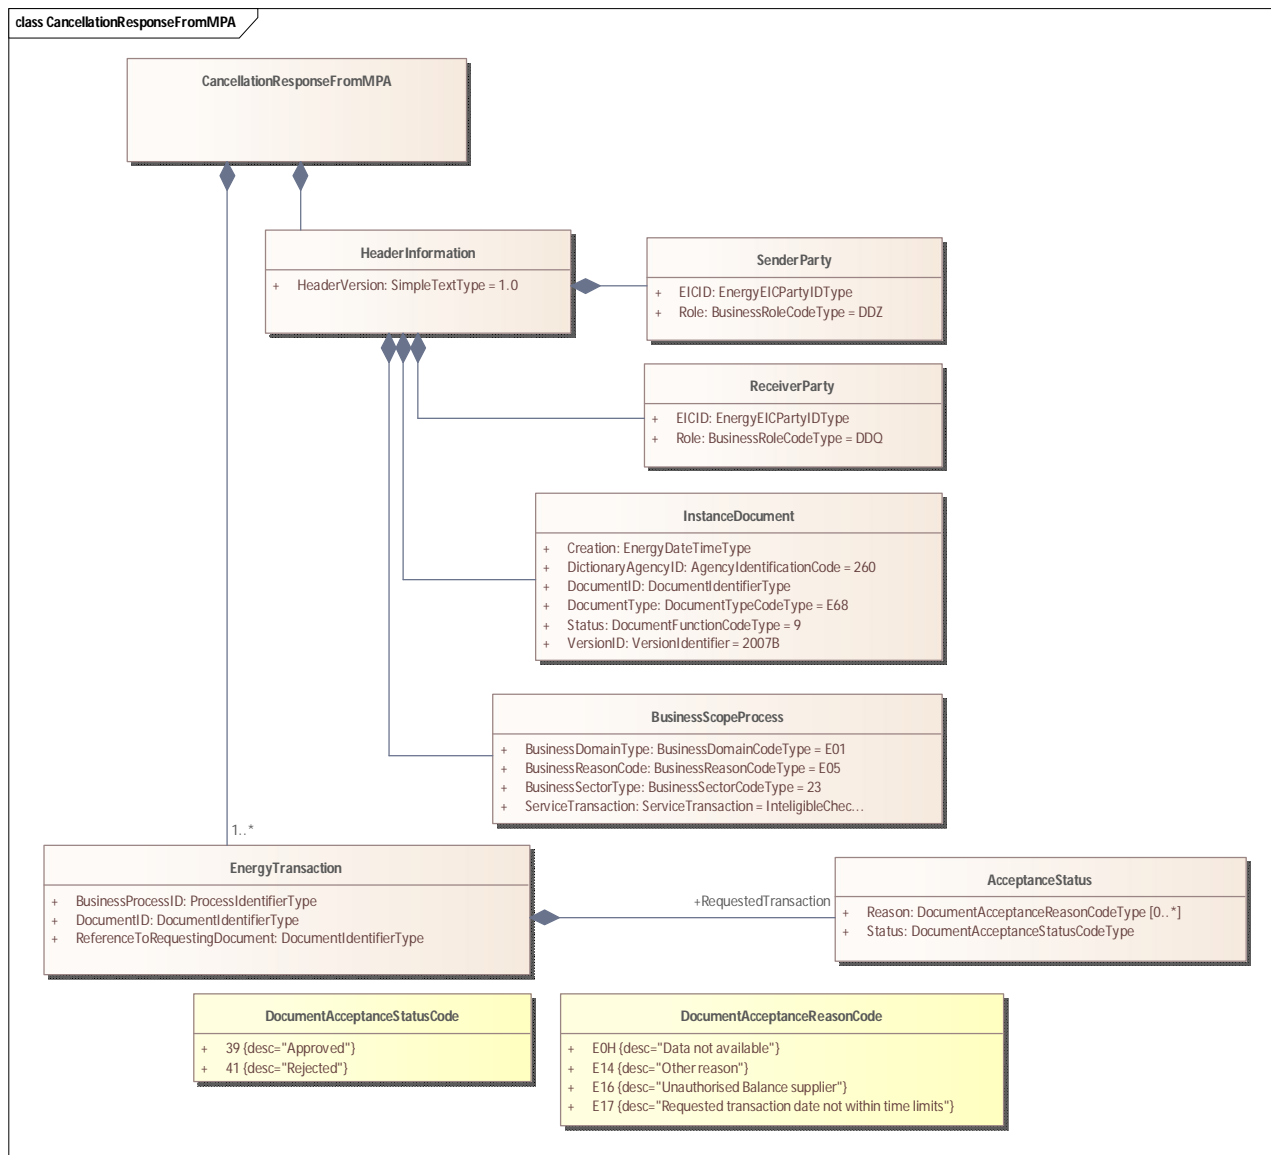 class CancellationResponseFromMPA
CancellationResponseFromMPA
HeaderInformation
+ HeaderVersion: SimpleTextType = 1.0
SenderParty
+ EICID: EnergyEICPartyIDType
+ Role: BusinessRoleCodeType = DDZ
ReceiverParty
+ EICID: EnergyEICPartyIDType
+ Role: BusinessRoleCodeType = DDQ
InstanceDocument
+ Creation: EnergyDateTimeType
+ DictionaryAgencyID: AgencyIdentificationCode = 260
+ DocumentID: DocumentIdentifierType
+ DocumentType: DocumentTypeCodeType = E68
+ Status: DocumentFunctionCodeType = 9
+ VersionID: VersionIdentifier = 2007B
BusinessScopeProcess
+ BusinessDomainType: BusinessDomainCodeType = E01
+ BusinessReasonCode: BusinessReasonCodeType = E05
+ BusinessSectorType: BusinessSectorCodeType = 23
+ ServiceTransaction: ServiceTransaction = InteligibleChec...
1..*
EnergyTransaction
+ BusinessProcessID: ProcessIdentifierType
+ DocumentID: DocumentIdentifierType
+ ReferenceToRequestingDocument: DocumentIdentifierType
+RequestedTransaction
AcceptanceStatus
+ Reason: DocumentAcceptanceReasonCodeType [0..*]
+ Status: DocumentAcceptanceStatusCodeType
DocumentAcceptanceStatusCode
+ 39 {desc="Approved"}
+ 41 {desc="Rejected"}
DocumentAcceptanceReasonCode
+ E0H {desc="Data not available"}
+ E14 {desc="Other reason"}
+ E16 {desc="Unauthorised Balance supplier"}
+ E17 {desc="Requested transaction date not within time limits"}